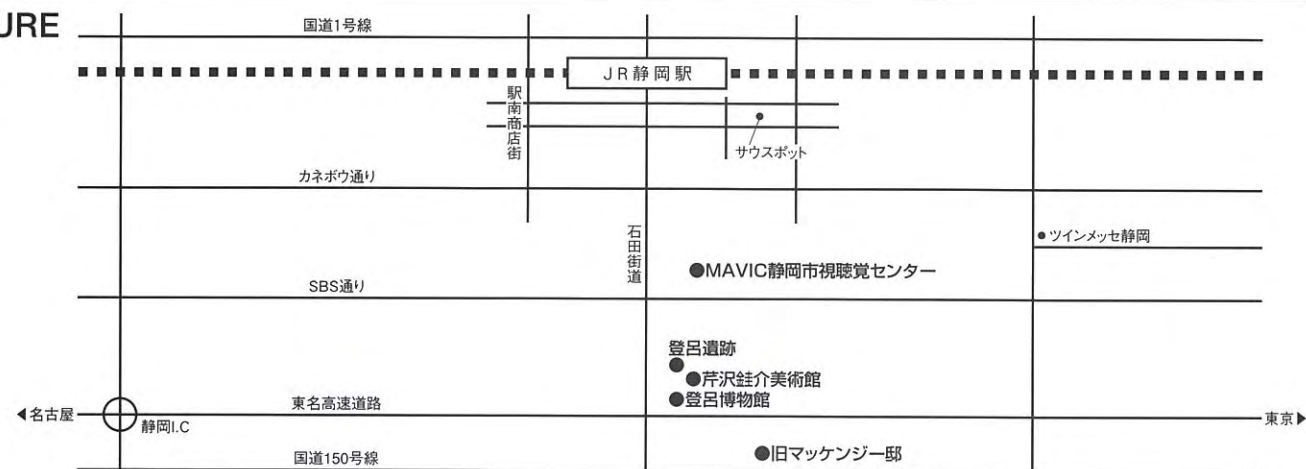 URE
国道1号線
JR静岡駅
駅南商店街
サウスポット
カネボウ通り
石田街道
ツインメッセ静岡
MAVIC静岡市視聴覚センター
SBS通り
登呂遺跡
芹沢銈介美術館
登呂博物館
東名高速道路
名古屋
静岡I.C
東京
国道150号線
旧マッケンジー邸